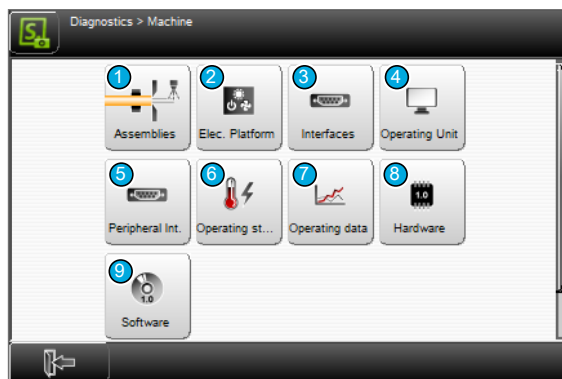 Diagnostics > Machine
1 2 3 4
Assemblies Elec. Platform Interfaces Operating Unit
5 6 7 8
1.0
Peripheral Int. Operating st... Operating data Hardware
9
1.0
Software